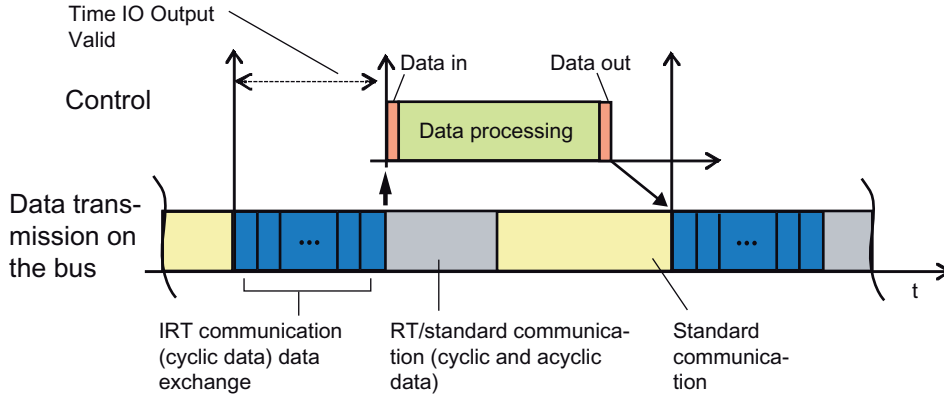 Time IO Output
Valid
Data in
Data out
Control
Data processing
Data trans-
mission on
the bus
...
...
t
IRT communication
(cyclic data) data
exchange
RT/standard communica-
tion (cyclic and acyclic
data)
Standard
communica-
tion